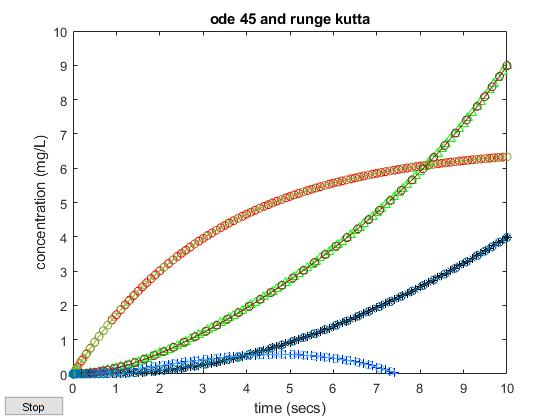 ode 45 and runge kutta
10
9
8
7
6
5
4
3
2
1
0
concentration (mg/L)
0 1 2 3 4 5 6 7 8 9 10
time (secs)
Stop